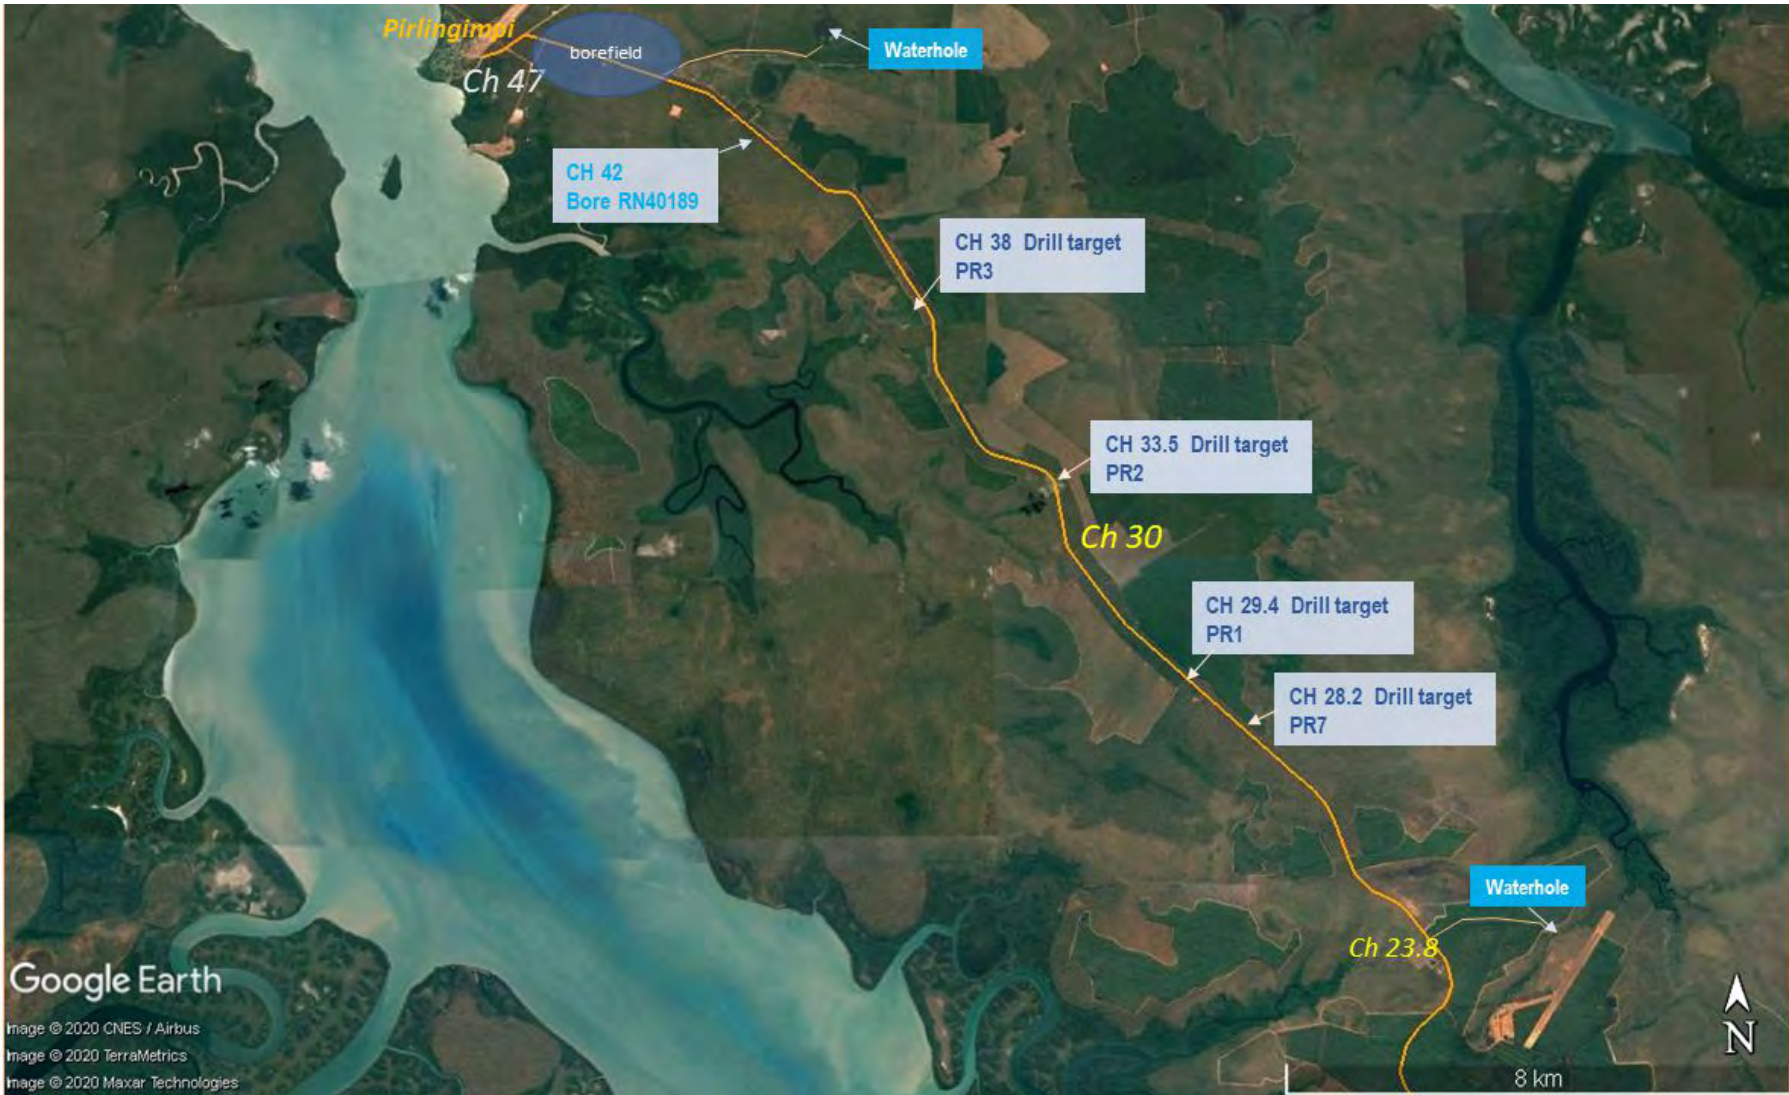 Pirlingimpi
borefield
Waterhole
Ch 47
CH 42
Bore RN40189
CH 38 Drill target
PR3
CH 33.5 Drill target
PR2
Ch 30
CH 29.4 Drill target
PR1
CH 28.2 Drill target
PR7
Waterhole
Ch 23.8
Google Earth
Image © 2020 CNES / Airbus
Image © 2020 TerraMetrics
Image © 2020 Maxar Technologies
N
8 km